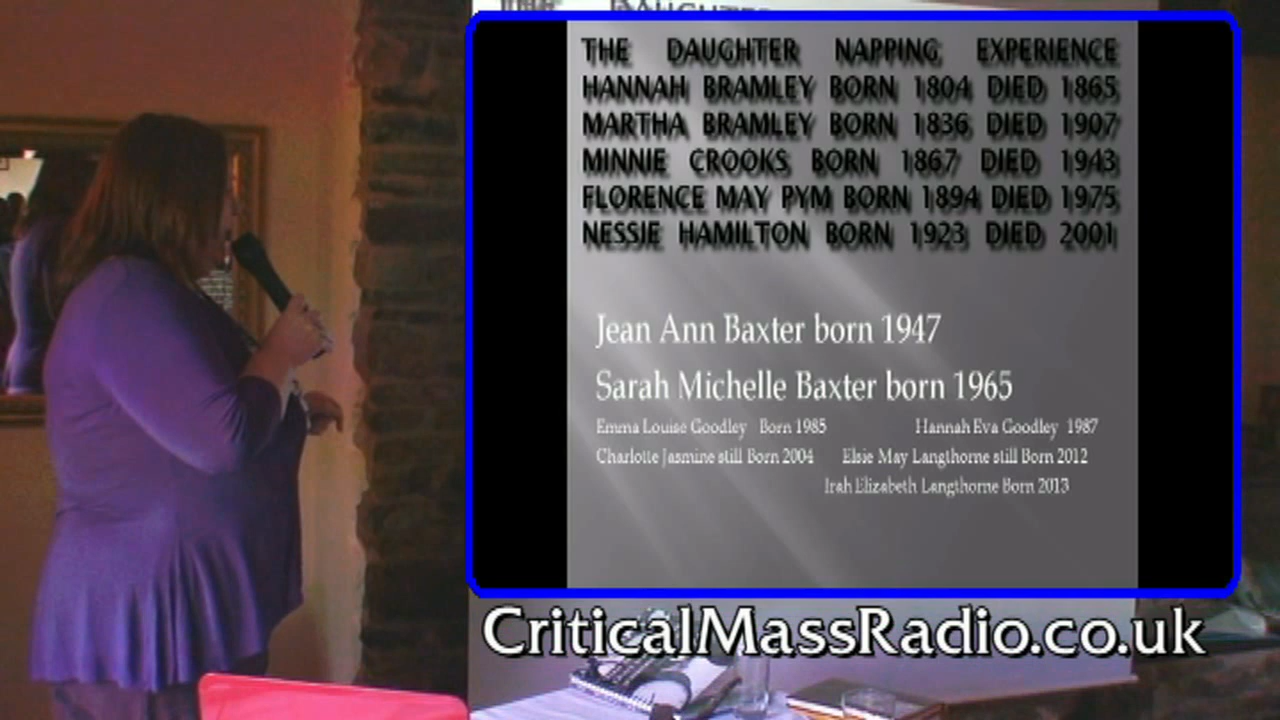 DAUGHTER
THE DAUGHTER NAPPING EXPERIENCE
HANNAH BRAMLEY BORN 1804 DIED 1865
MARTHA BRAMLEY BORN 1836 DIED 1907
MINNIE CROOKS BORN 1867 DIED 1943
FLORENCE MAY PYM BORN 1894 DIED 1975
NESSIE HAMILTON BORN 1923 DIED 2001
Jean Ann Baxter born 1947
Sarah Michelle Baxter born 1965
Emma Louise Goodley Born 1985 Hannah Eva Goodley 1987
Charlotte Jasmine still Born 2004 Elsie May Langthorne still Born 2012
Irah Elizabeth Langthorne Born 2013
CriticalMassRadio.co.uk